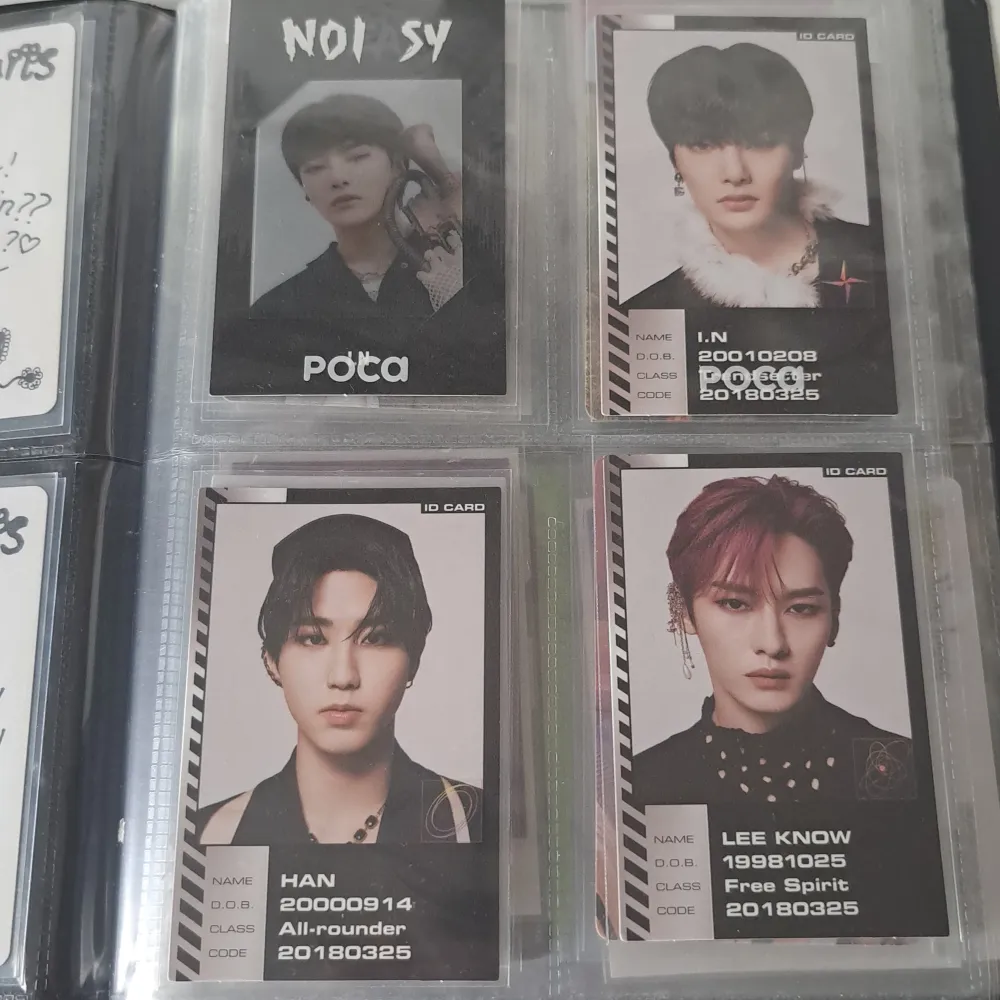 NOI SY
I.N
poca
ID CARD
NAME I.N
D.O.B. 20010208
CLASS Trendsetter
CODE 20180325
poca
ID CARD
NAME HAN
D.O.B. 20000914
CLASS All-rounder
CODE 20180325
ID CARD
NAME LEE KNOW
D.O.B. 19981025
CLASS Free Spirit
CODE 20180325
n??
?♡